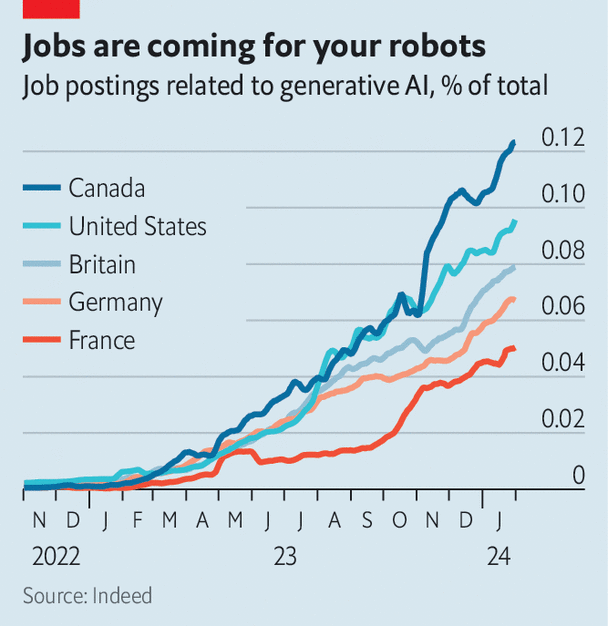 Jobs are coming for your robots
Job postings related to generative AI, % of total
0.12
Canada
0.10
United States
Britain
0.08
Germany
0.06
France
0.04
0.02
0
N D J F M A M J J A S O N D J
2022 23 24
Source: Indeed